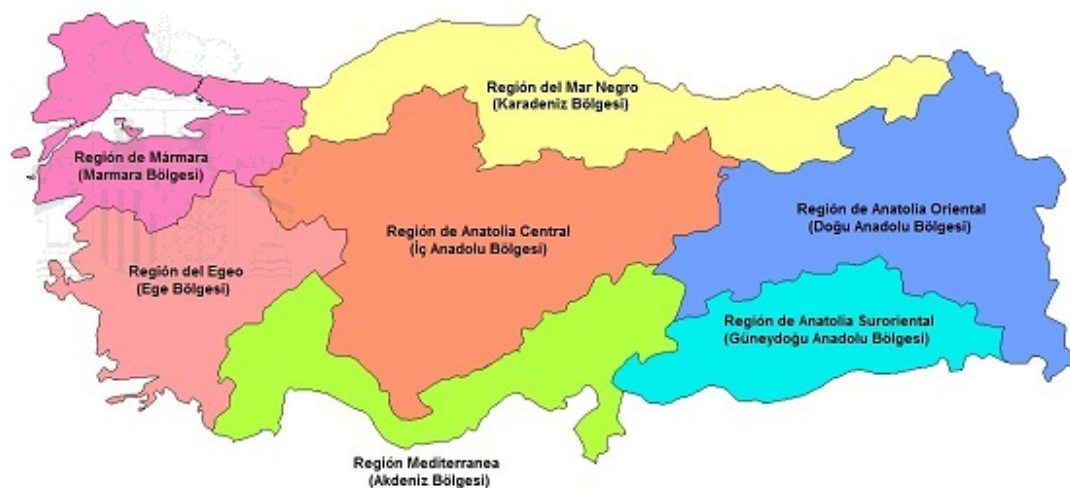 Región del Mar Negro
(Karadeniz Bölgesi)
Región de Mármara
(Marmara Bölgesi)
Región de Anatolia Oriental
(Doğu Anadolu Bölgesi)
Región de Anatolia Central
(İç Anadolu Bölgesi)
Región del Egeo
(Ege Bölgesi)
Región de Anatolia Suroriental
(Güneydoğu Anadolu Bölgesi)
Región Mediterranea
(Akdeniz Bölgesi)